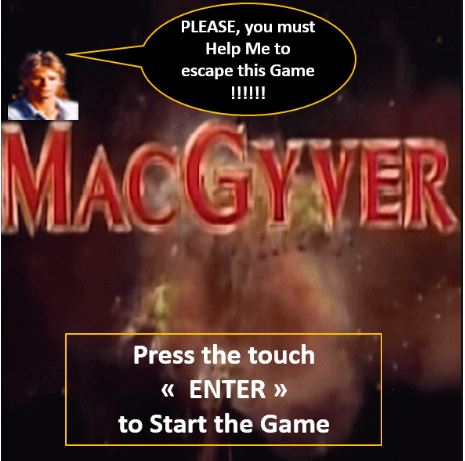 PLEASE, you must
Help Me to
escape this Game
!!!!!!
MACGYVER
Press the touch
«  ENTER »
to Start the Game